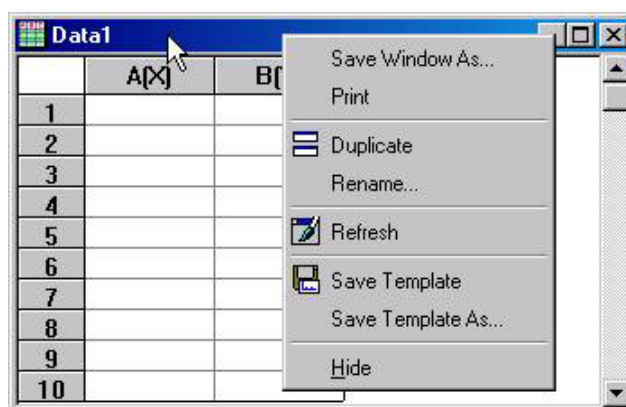 Data1
A(X) B(
1
2
3
4
5
6
7
8
9
10
Save Window As...
Print
Duplicate
Rename...
Refresh
Save Template
Save Template As...
Hide